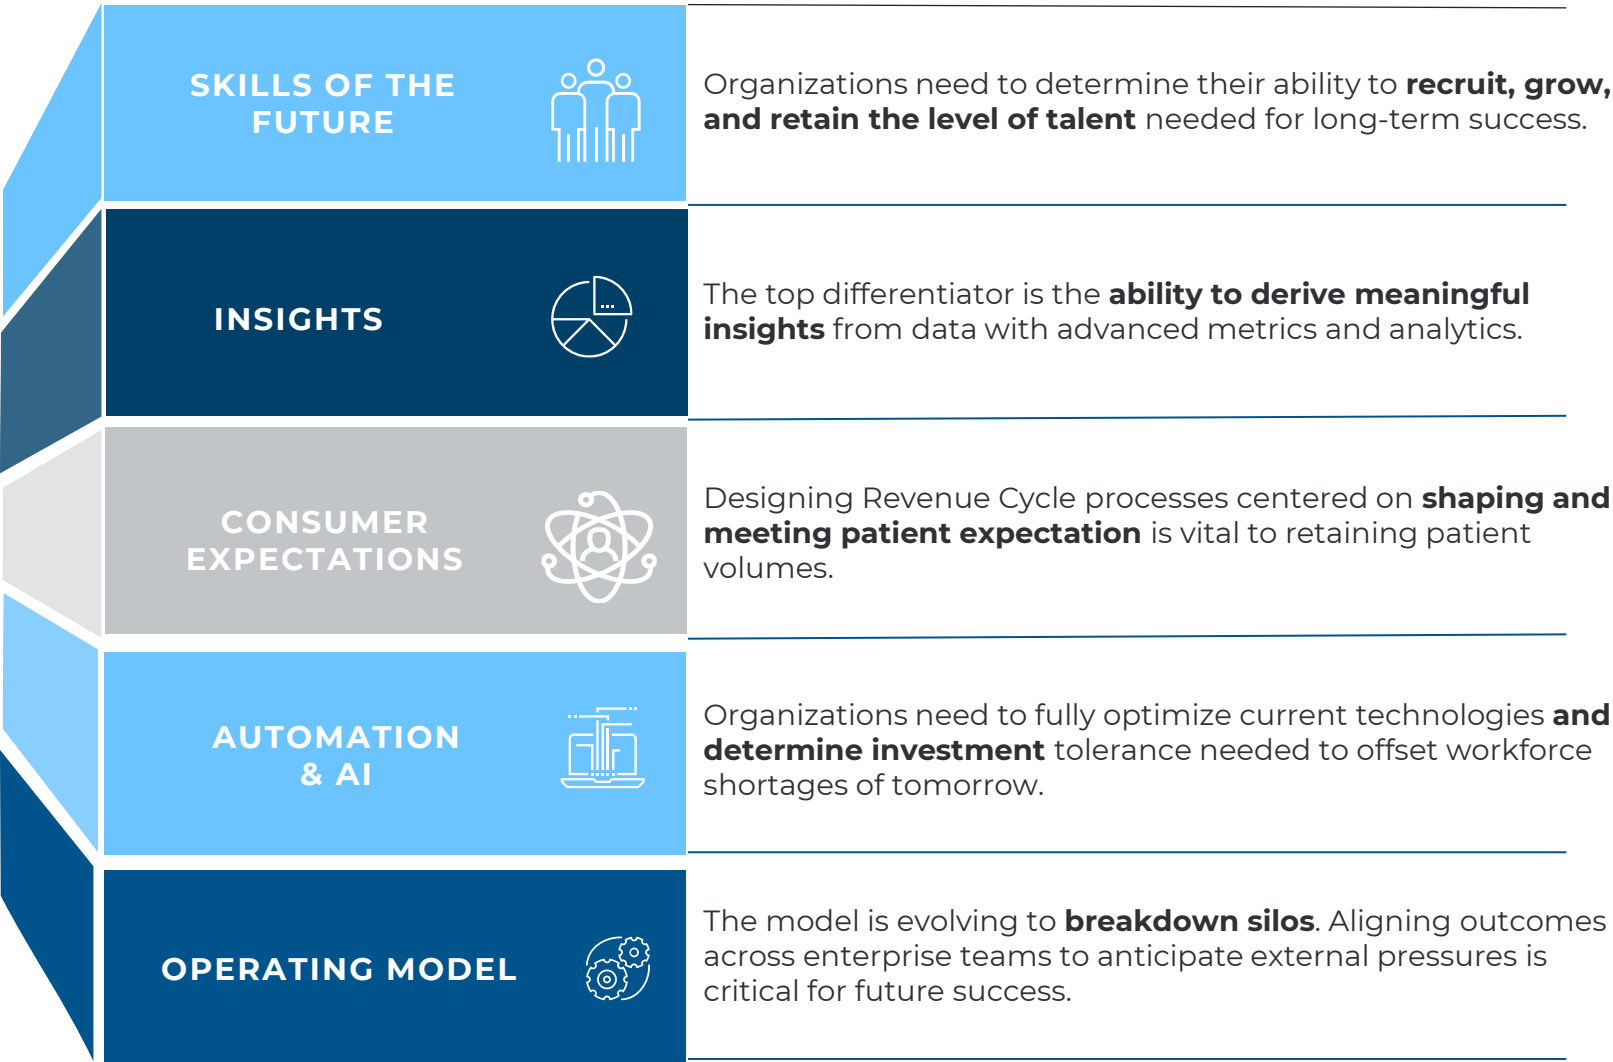 SKILLS OF THE
FUTURE
Organizations need to determine their ability to recruit, grow,
and retain the level of talent needed for long-term success.
INSIGHTS
The top differentiator is the ability to derive meaningful
insights from data with advanced metrics and analytics.
CONSUMER
EXPECTATIONS
Designing Revenue Cycle processes centered on shaping and
meeting patient expectation is vital to retaining patient
volumes.
AUTOMATION
& AI
Organizations need to fully optimize current technologies and
determine investment tolerance needed to offset workforce
shortages of tomorrow.
OPERATING MODEL
The model is evolving to breakdown silos. Aligning outcomes
across enterprise teams to anticipate external pressures is
critical for future success.